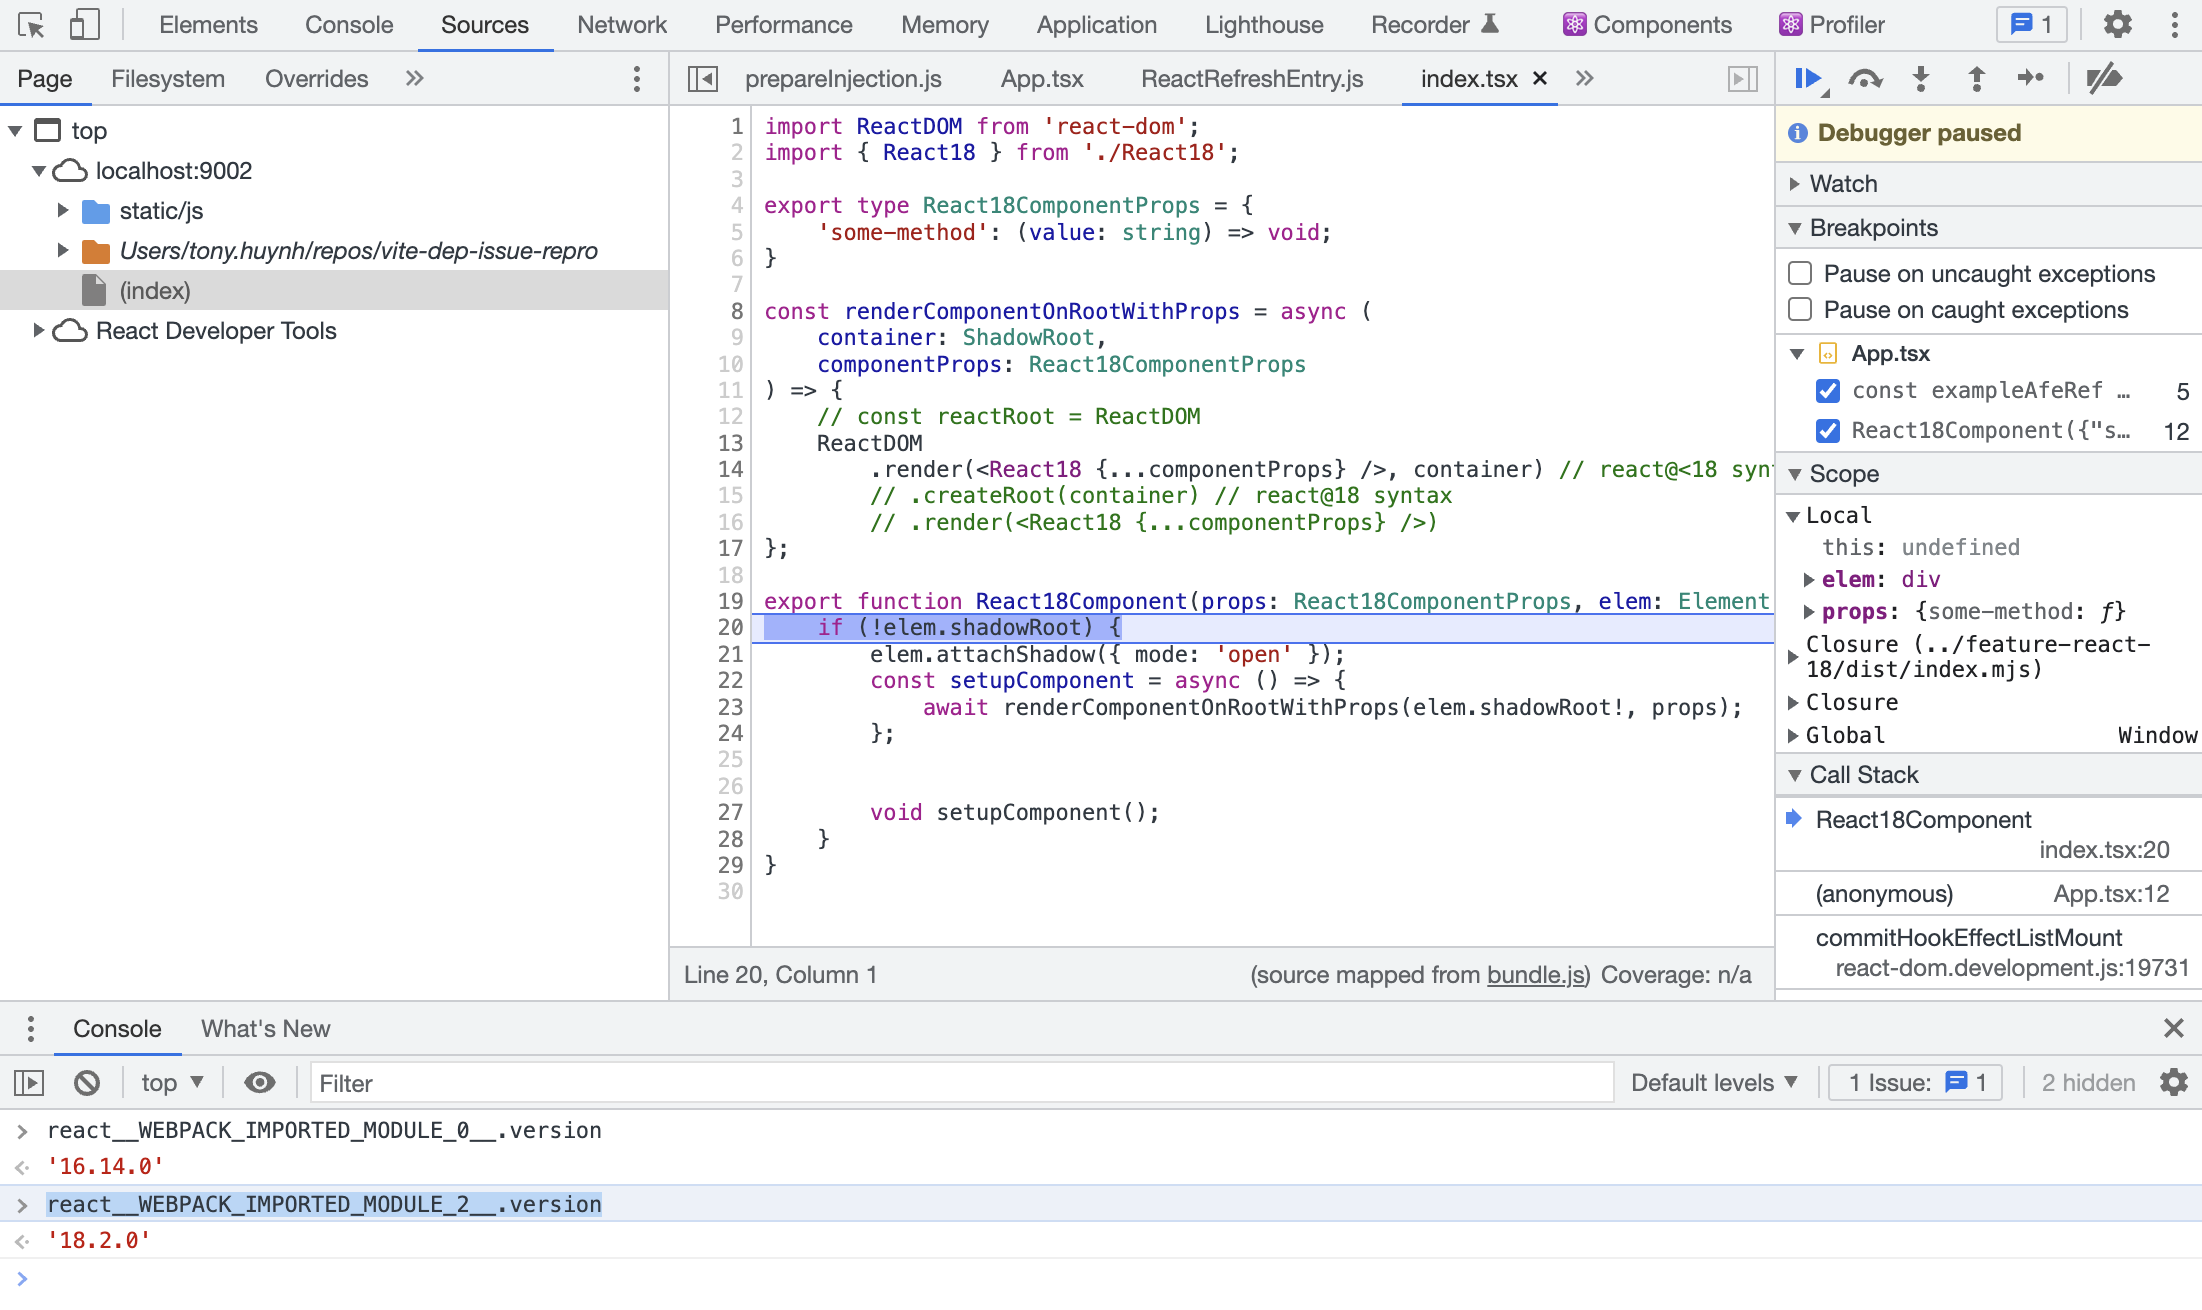 Elements Console Sources Network Performance Memory Application Lighthouse Recorder Components Profiler 1
Page Filesystem Overrides »
prepareInjection.js App.tsx ReactRefreshEntry.js index.tsx × »
top
localhost:9002
static/js
Users/tony.huynh/repos/vite-dep-issue-repro
(index)
React Developer Tools
1 import ReactDOM from 'react-dom';
2 import { React18 } from './React18';
3
4 export type React18ComponentProps = {
5 'some-method': (value: string) => void;
6 }
7
8 const renderComponentOnRootWithProps = async (
9 container: ShadowRoot,
10 componentProps: React18ComponentProps
11 ) => {
12 // const reactRoot = ReactDOM
13 ReactDOM
14 .render(<React18 {...componentProps} />, container) // react@<18 syn
15 // .createRoot(container) // react@18 syntax
16 // .render(<React18 {...componentProps} />)
17 };
18
19 export function React18Component(props: React18ComponentProps, elem: Element
20 if (!elem.shadowRoot) {
21 elem.attachShadow({ mode: 'open' });
22 const setupComponent = async () => {
23 await renderComponentOnRootWithProps(elem.shadowRoot!, props);
24 };
25
26
27 void setupComponent();
28 }
29 }
30
Line 20, Column 1 (source mapped from bundle.js) Coverage: n/a
Debugger paused
Watch
Breakpoints
Pause on uncaught exceptions
Pause on caught exceptions
App.tsx
const exampleAfeRef … 5
React18Component({"s… 12
Scope
Local
this: undefined
elem: div
props: {some-method: ƒ}
Closure (../feature-react-
18/dist/index.mjs)
Closure
Global Window
Call Stack
React18Component
index.tsx:20
(anonymous) App.tsx:12
commitHookEffectListMount
react-dom.development.js:19731
Console What's New
top Filter Default levels 1 Issue: 1 2 hidden
> react__WEBPACK_IMPORTED_MODULE_0__.version
'16.14.0'
> react__WEBPACK_IMPORTED_MODULE_2__.version
'18.2.0'
>